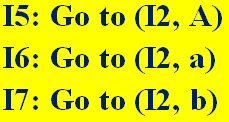 I5: Go to (I2, A)
I6: Go to (I2, a)
I7: Go to (I2, b)